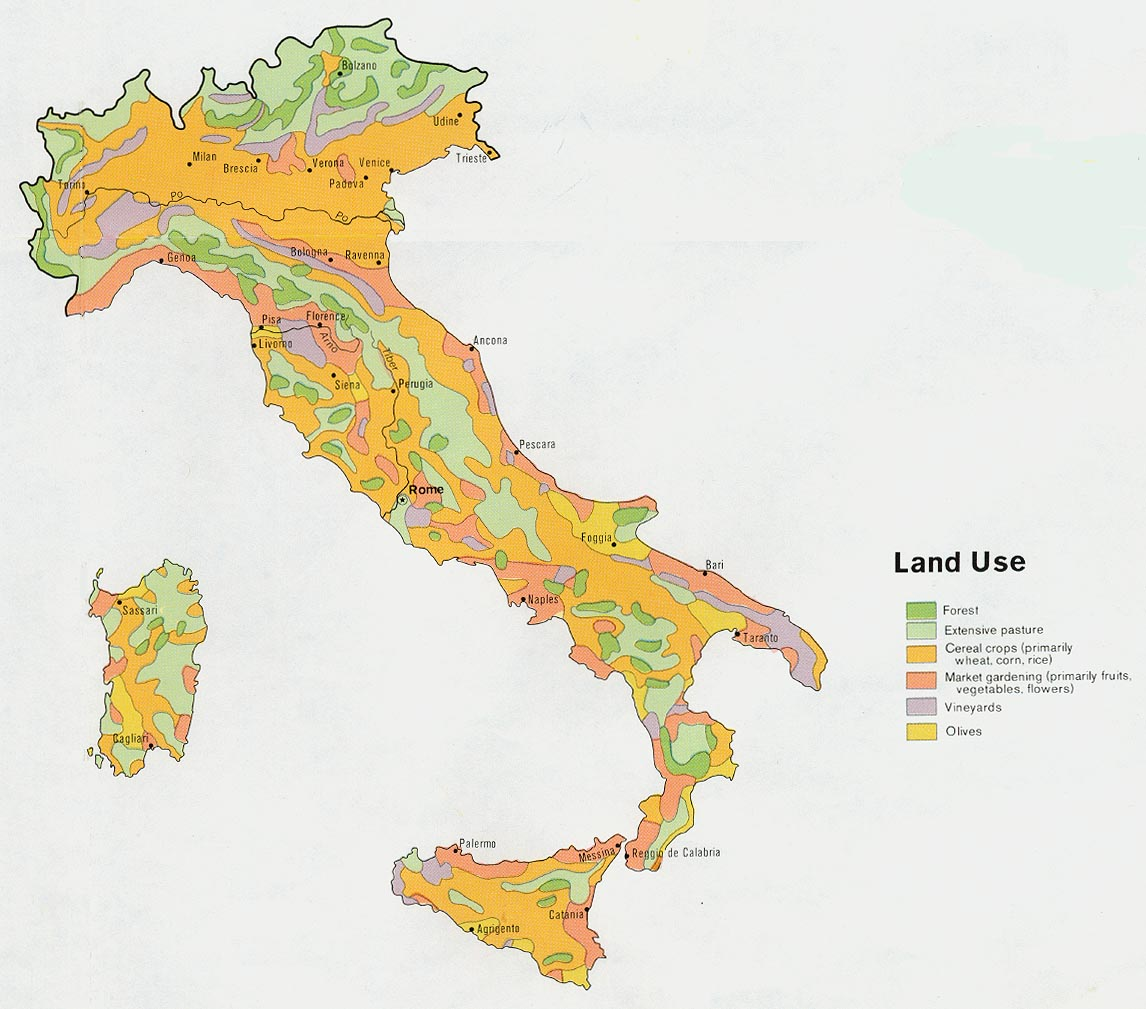 Bolzano
Udine
Trieste
Milan
Brescia
Verona
Venice
Padova
Torino
Po
Po
Genoa
Bologna
Ravenna
Pisa
Florence
Arno
Livorno
Tiber
Ancona
Siena
Perugia
Pescara
Rome
Foggia
Bari
Naples
Taranto
Sassari
Cagliari
Palermo
Messina
Reggio de Calabria
Catania
Agrigento
Land Use
Forest
Extensive pasture
Cereal crops (primarily
wheat, corn, rice)
Market gardening (primarily fruits,
vegetables, flowers)
Vineyards
Olives